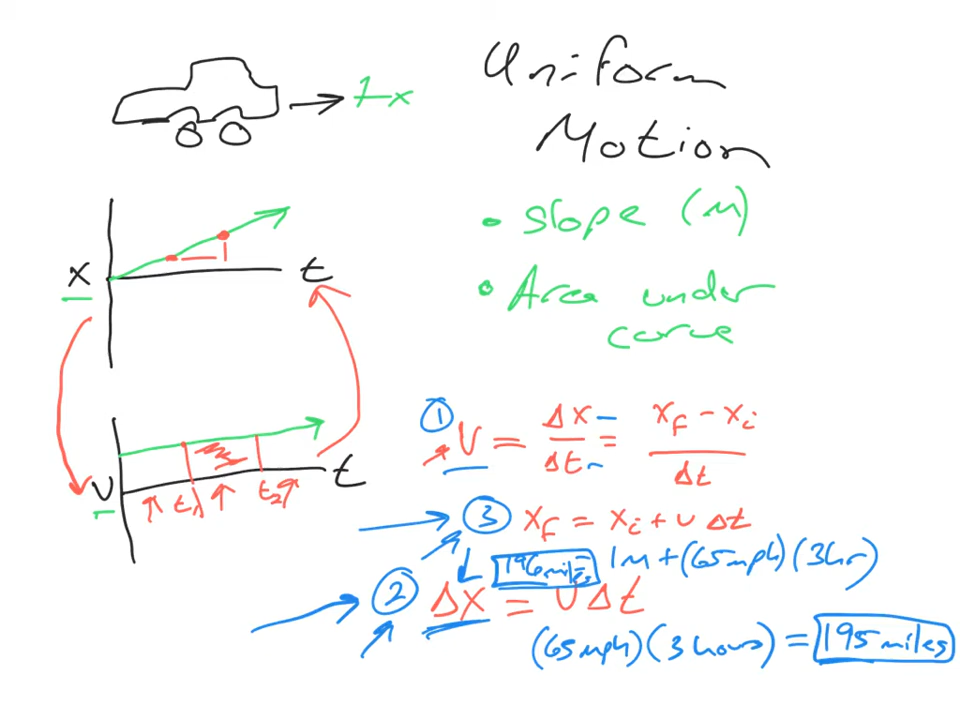 Uniform
Motion
+x
• slope (m)
• Area under
curve
x
t
v
t
t1
t2
① v = Δx/Δt = xf - xi/Δt
③ xf = xi + v Δt
196 miles 1m + (65mph)(3hr)
② Δx = v Δt
(65mph)(3 hours) = 195 miles